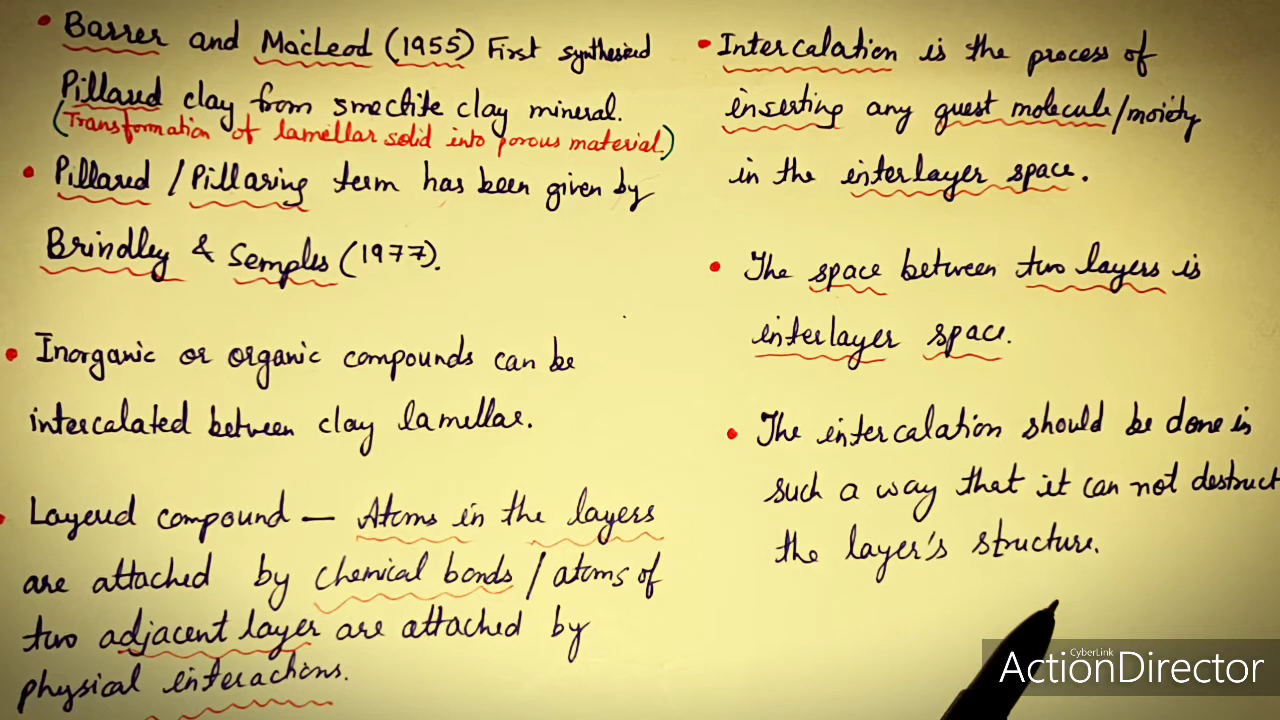 Barrer and MacLeod (1955) First synthesized
Pillared clay from smectite clay mineral.
(Transformation of lamellar solid into porous material.)
Pillared / Pillaring term has been given by
Brindley & Semples (1977).
Inorganic or organic compounds can be
intercalated between clay lamellar.
Layered compound — Atoms in the layers
are attached by chemical bonds / atoms of
two adjacent layer are attached by
physical interactions.
Intercalation is the process of
inserting any guest molecule/moiety
in the interlayer space.
The space between two layers is
interlayer space.
The intercalation should be done in
such a way that it can not destruct
the layer's structure.
CyberLink
ActionDirector